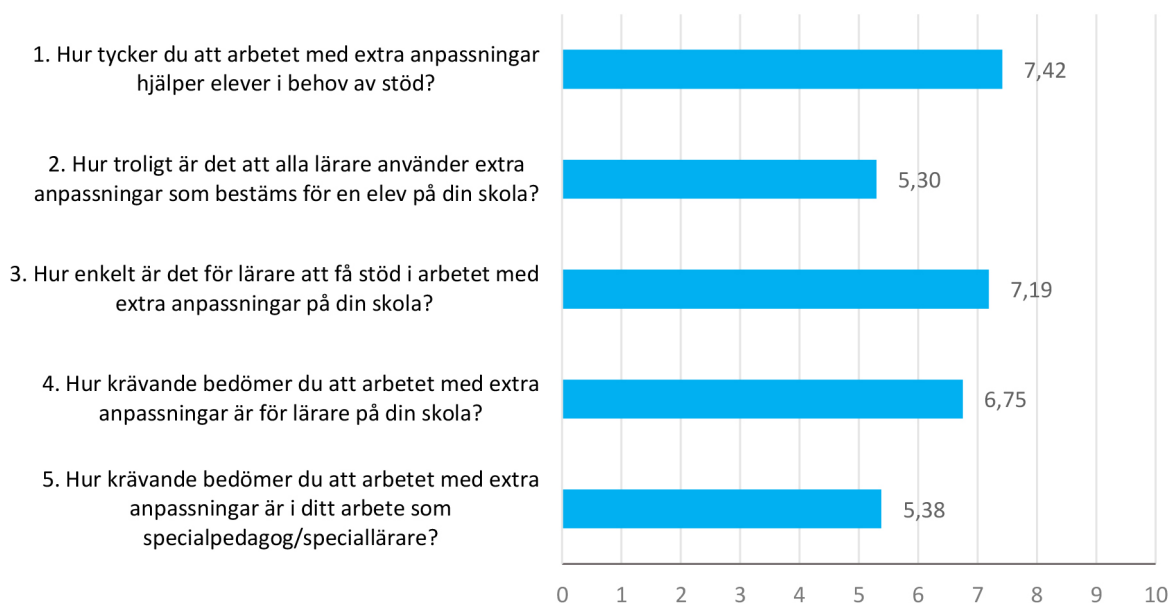 1. Hur tycker du att arbetet med extra anpassningar
hjälper elever i behov av stöd?
7,42
2. Hur troligt är det att alla lärare använder extra
anpassningar som bestäms för en elev på din skola?
5,30
3. Hur enkelt är det för lärare att få stöd i arbetet med
extra anpassningar på din skola?
7,19
4. Hur krävande bedömer du att arbetet med extra
anpassningar är för lärare på din skola?
6,75
5. Hur krävande bedömer du att arbetet med extra
anpassningar är i ditt arbete som
specialpedagog/speciallärare?
5,38
0 1 2 3 4 5 6 7 8 9 10